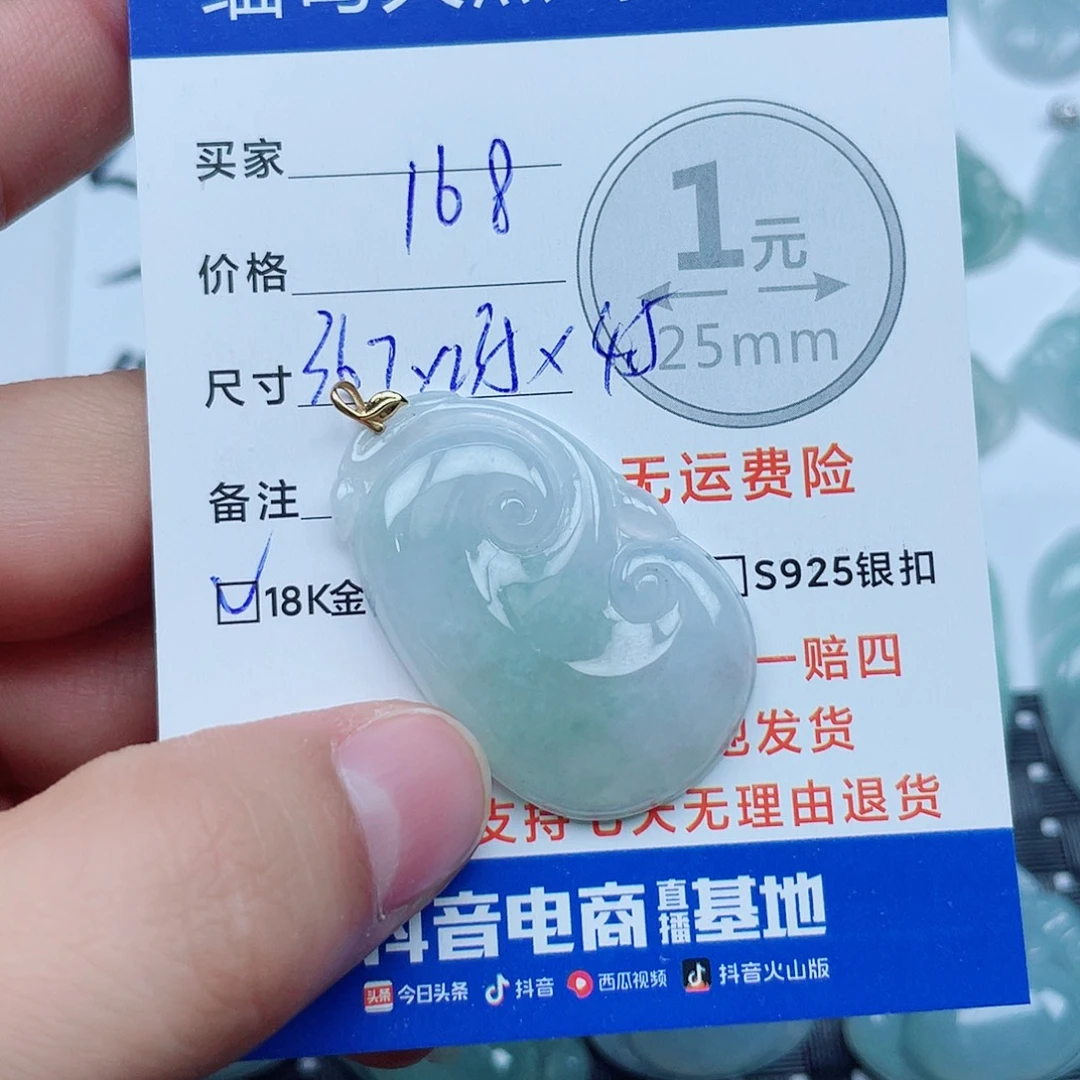 买家
168
价格
1元
25mm
尺寸
备注
无运费险
18K金
S925银扣
一赔四
发货
支持七天无理由退货
抖音电商直播基地
头条 今日头条 抖音 西瓜视频 抖音火山版